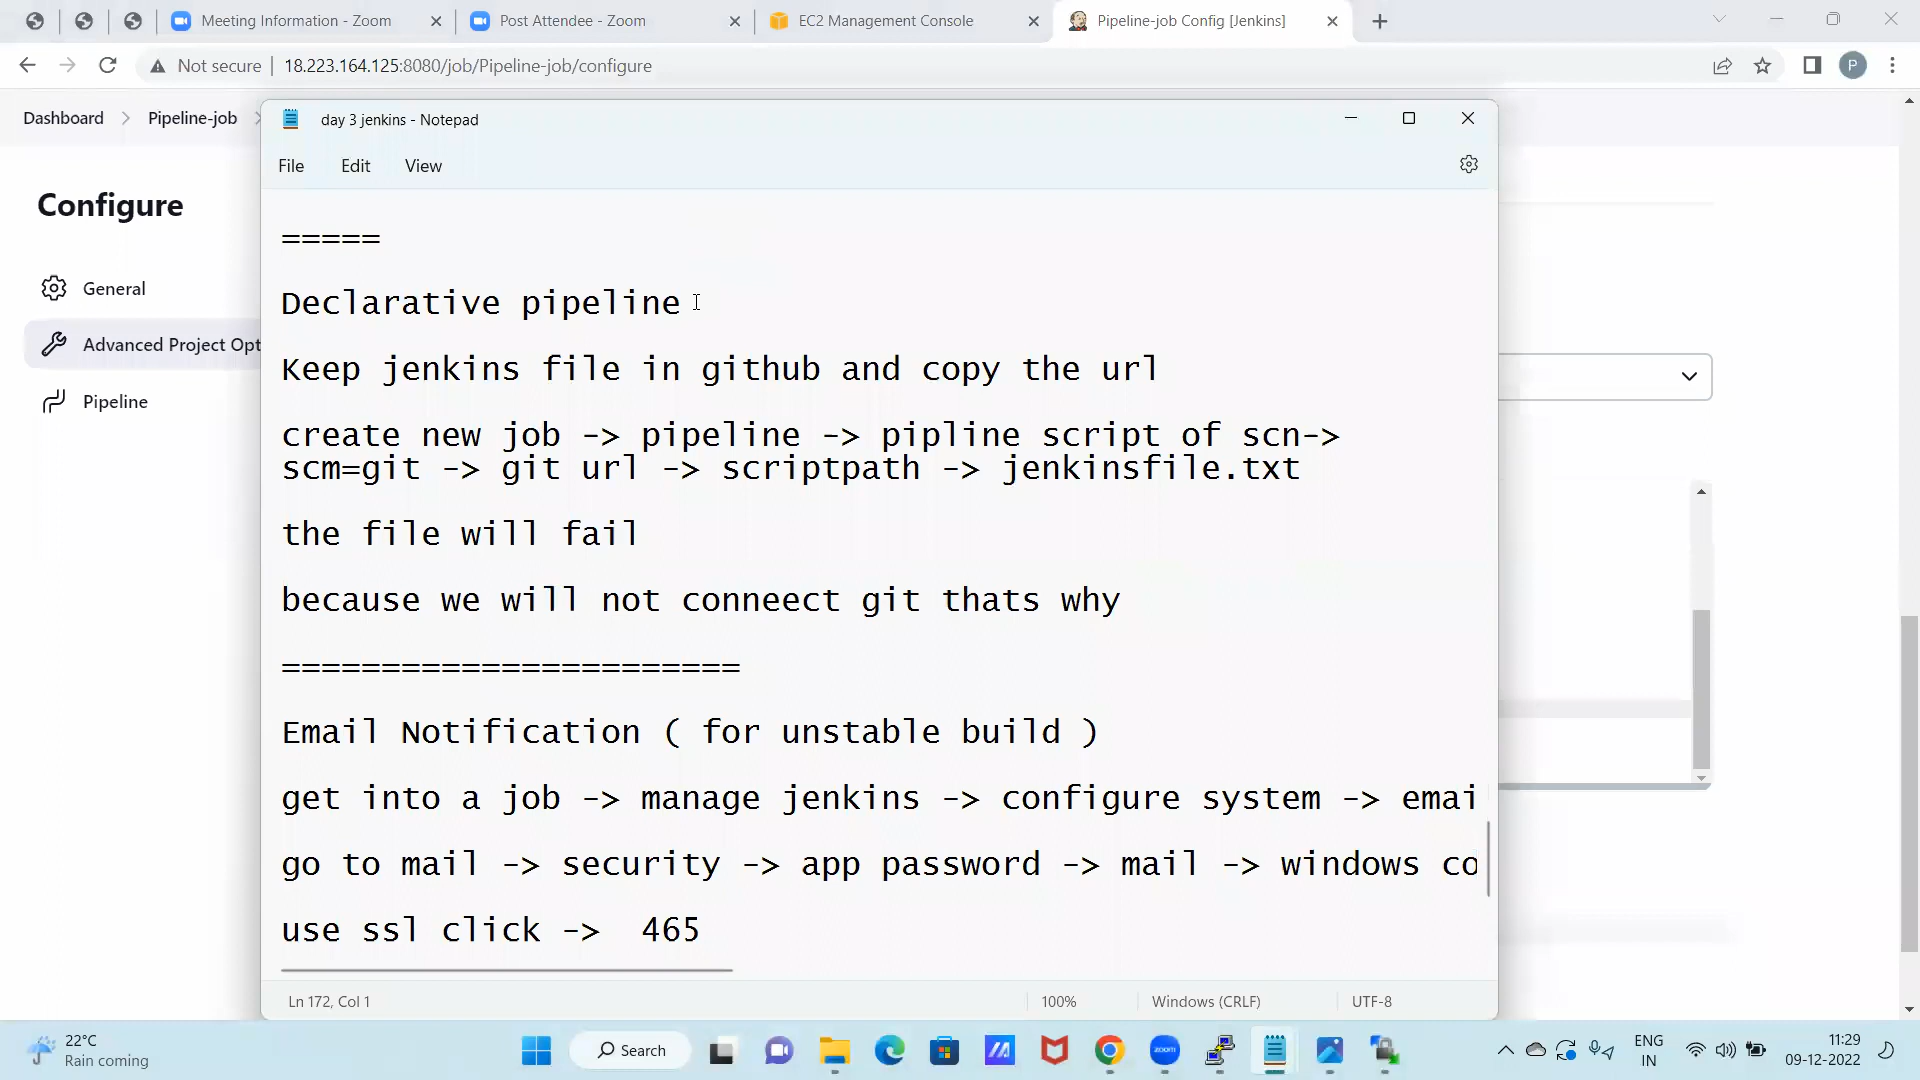 Meeting Information - Zoom
Post Attendee - Zoom
EC2 Management Console
Pipeline-job Config [Jenkins]
Not secure
18.223.164.125:8080/job/Pipeline-job/configure
P
Dashboard
Pipeline-job
day 3 jenkins - Notepad
File
Edit
View
Configure
General
Advanced Project Opt
Pipeline
=====
Declarative pipeline
Keep jenkins file in github and copy the url
create new job -> pipeline -> pipline script of scn->
scm=git -> git url -> scriptpath -> jenkinsfile.txt
the file will fail
because we will not conneect git thats why
=======================
Email Notification ( for unstable build )
get into a job -> manage jenkins -> configure system -> emai
go to mail -> security -> app password -> mail -> windows co
use ssl click ->  465
Ln 172, Col 1
100%
Windows (CRLF)
UTF-8
22°C
Rain coming
Search
zoom
ENG
IN
11:29
09-12-2022